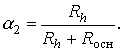 α₂ = Rₕ / (Rₕ + Rосн).